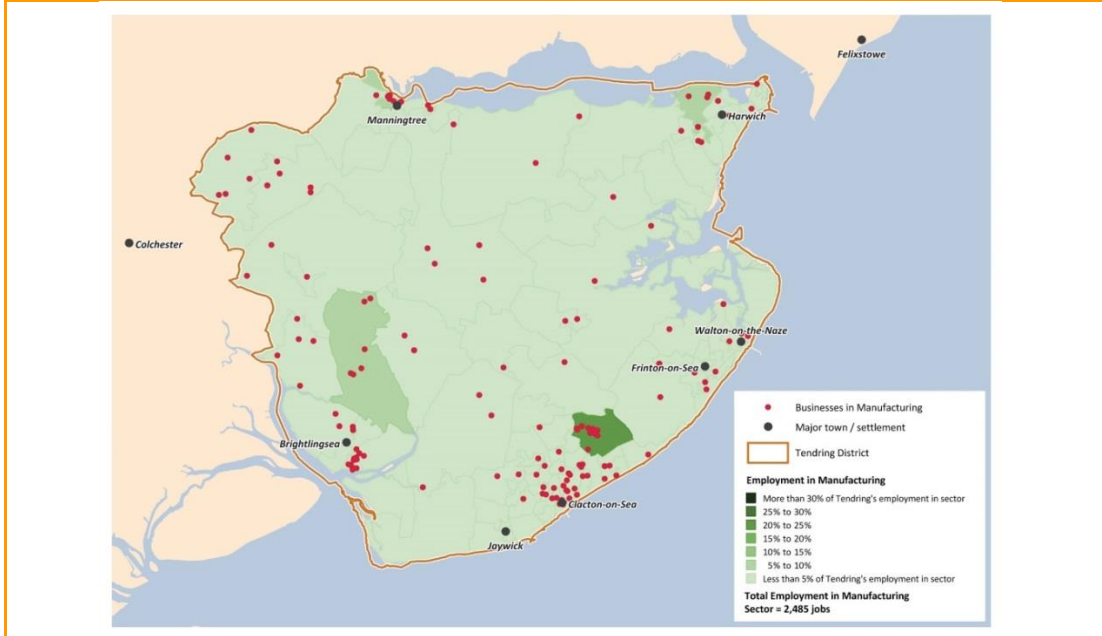 Felixstowe
Manningtree
Harwich
Colchester
Walton-on-the-Naze
Frinton-on-Sea
Brightlingsea
Clacton-on-Sea
Jaywick
Businesses in Manufacturing
Major town / settlement
Tendring District
Employment in Manufacturing
More than 30% of Tendring's employment in sector
25% to 30%
20% to 25%
15% to 20%
10% to 15%
5% to 10%
Less than 5% of Tendring's employment in sector
Total Employment in Manufacturing
Sector = 2,485 jobs